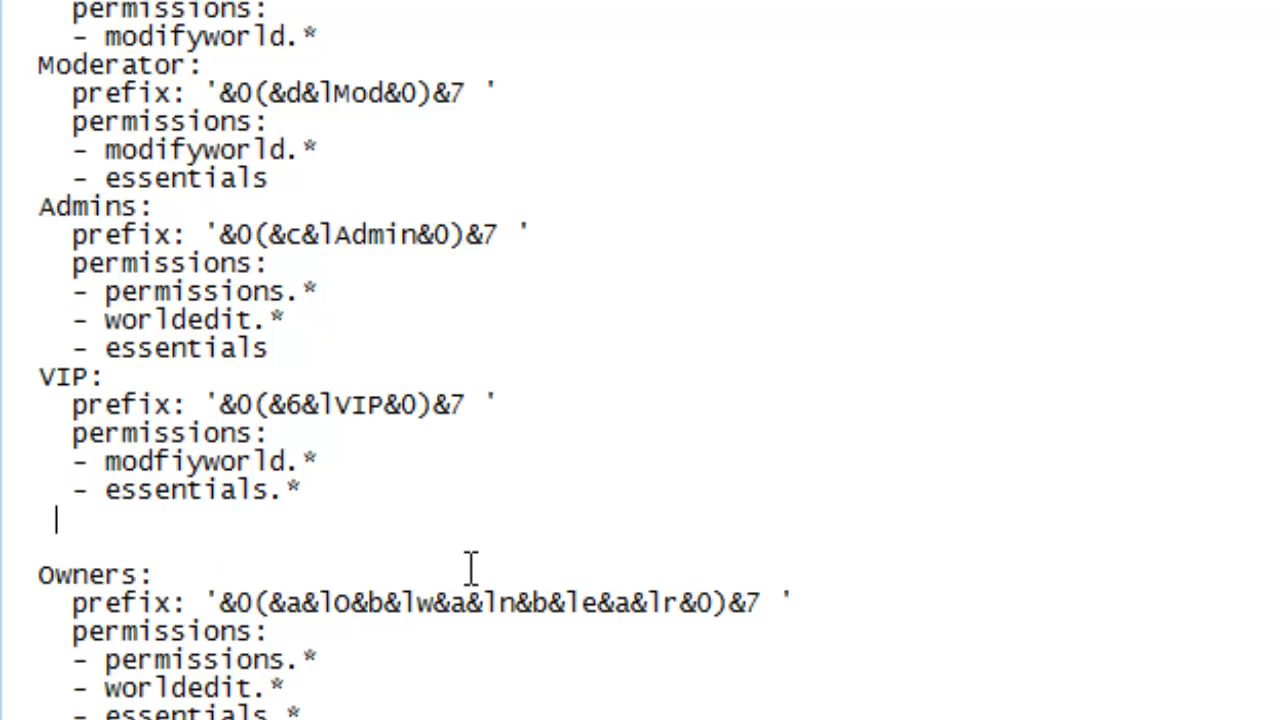 permissions:
- modifyworld.*
Moderator:
prefix: '&0(&d&lMod&0)&7 '
permissions:
- modifyworld.*
- essentials
Admins:
prefix: '&0(&c&lAdmin&0)&7 '
permissions:
- permissions.*
- worldedit.*
- essentials
VIP:
prefix: '&0(&6&lVIP&0)&7 '
permissions:
- modfiyworld.*
- essentials.*
Owners:
prefix: '&0(&a&lO&b&lw&a&ln&b&le&a&lr&0)&7 '
permissions:
- permissions.*
- worldedit.*
- essentials.*